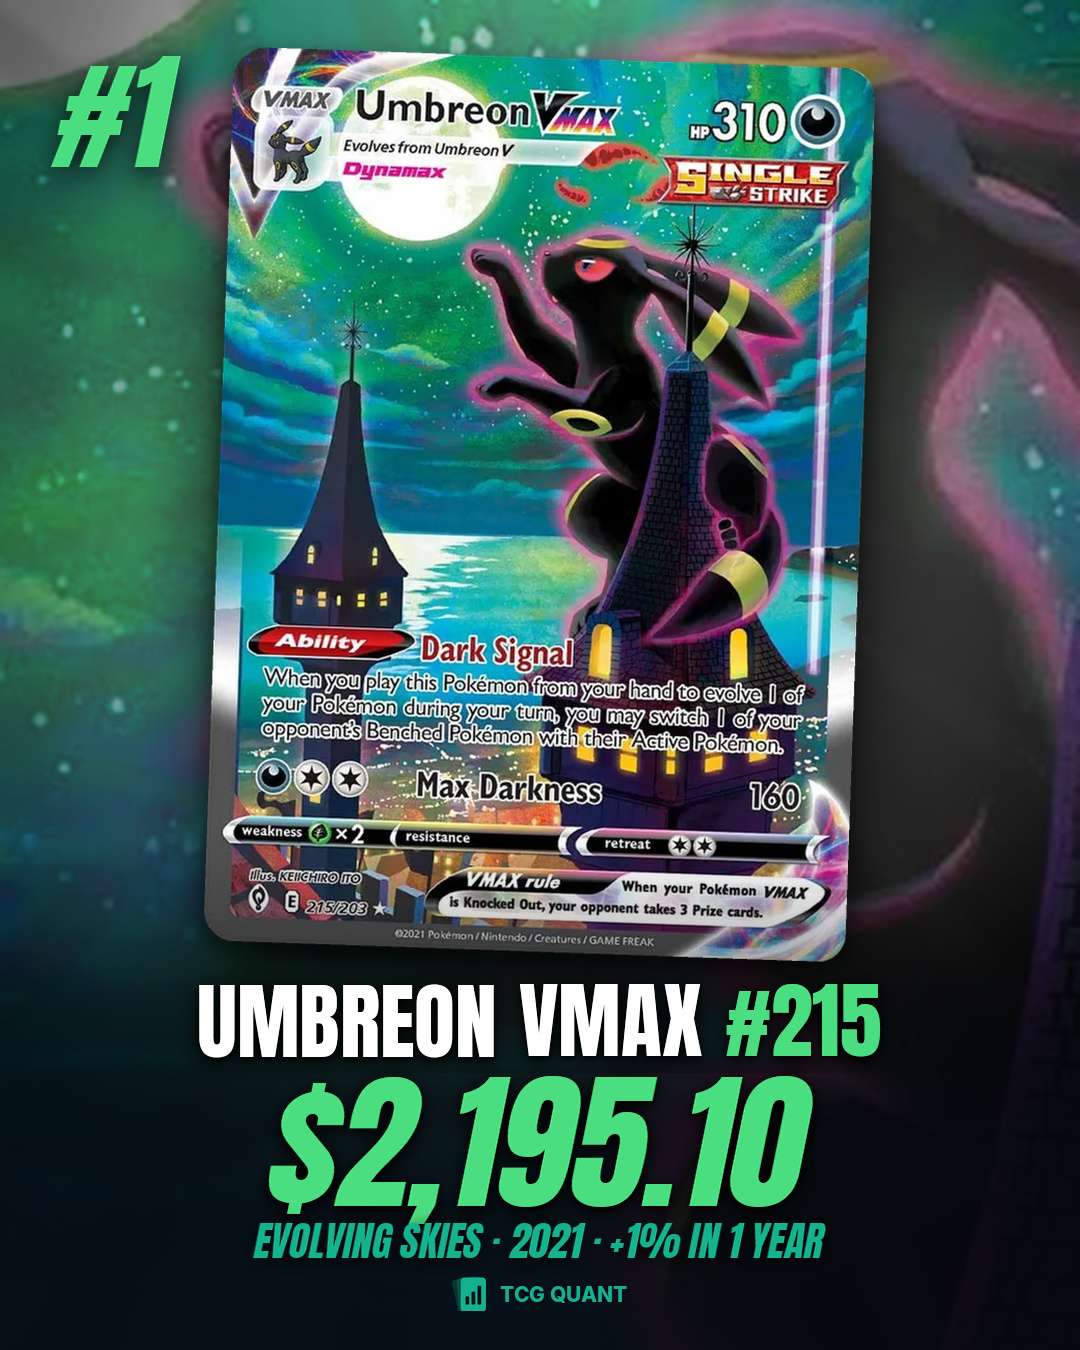 #1
VMAX
Umbreon VMAX
HP 310
Evolves from Umbreon V
Dynamax
SINGLE
STRIKE
Ability
Dark Signal
When you play this Pokémon from your hand to evolve 1 of
your Pokémon during your turn, you may switch 1 of your
opponent's Benched Pokémon with their Active Pokémon.
Max Darkness
160
weakness ×2
resistance
retreat
Illus. KEIICHIRO ITO
E 215/203
VMAX rule
When your Pokémon VMAX
is Knocked Out, your opponent takes 3 Prize cards.
©2021 Pokémon / Nintendo / Creatures / GAME FREAK
UMBREON VMAX #215
$2,195.10
EVOLVING SKIES · 2021 · +1% IN 1 YEAR
TCG QUANT